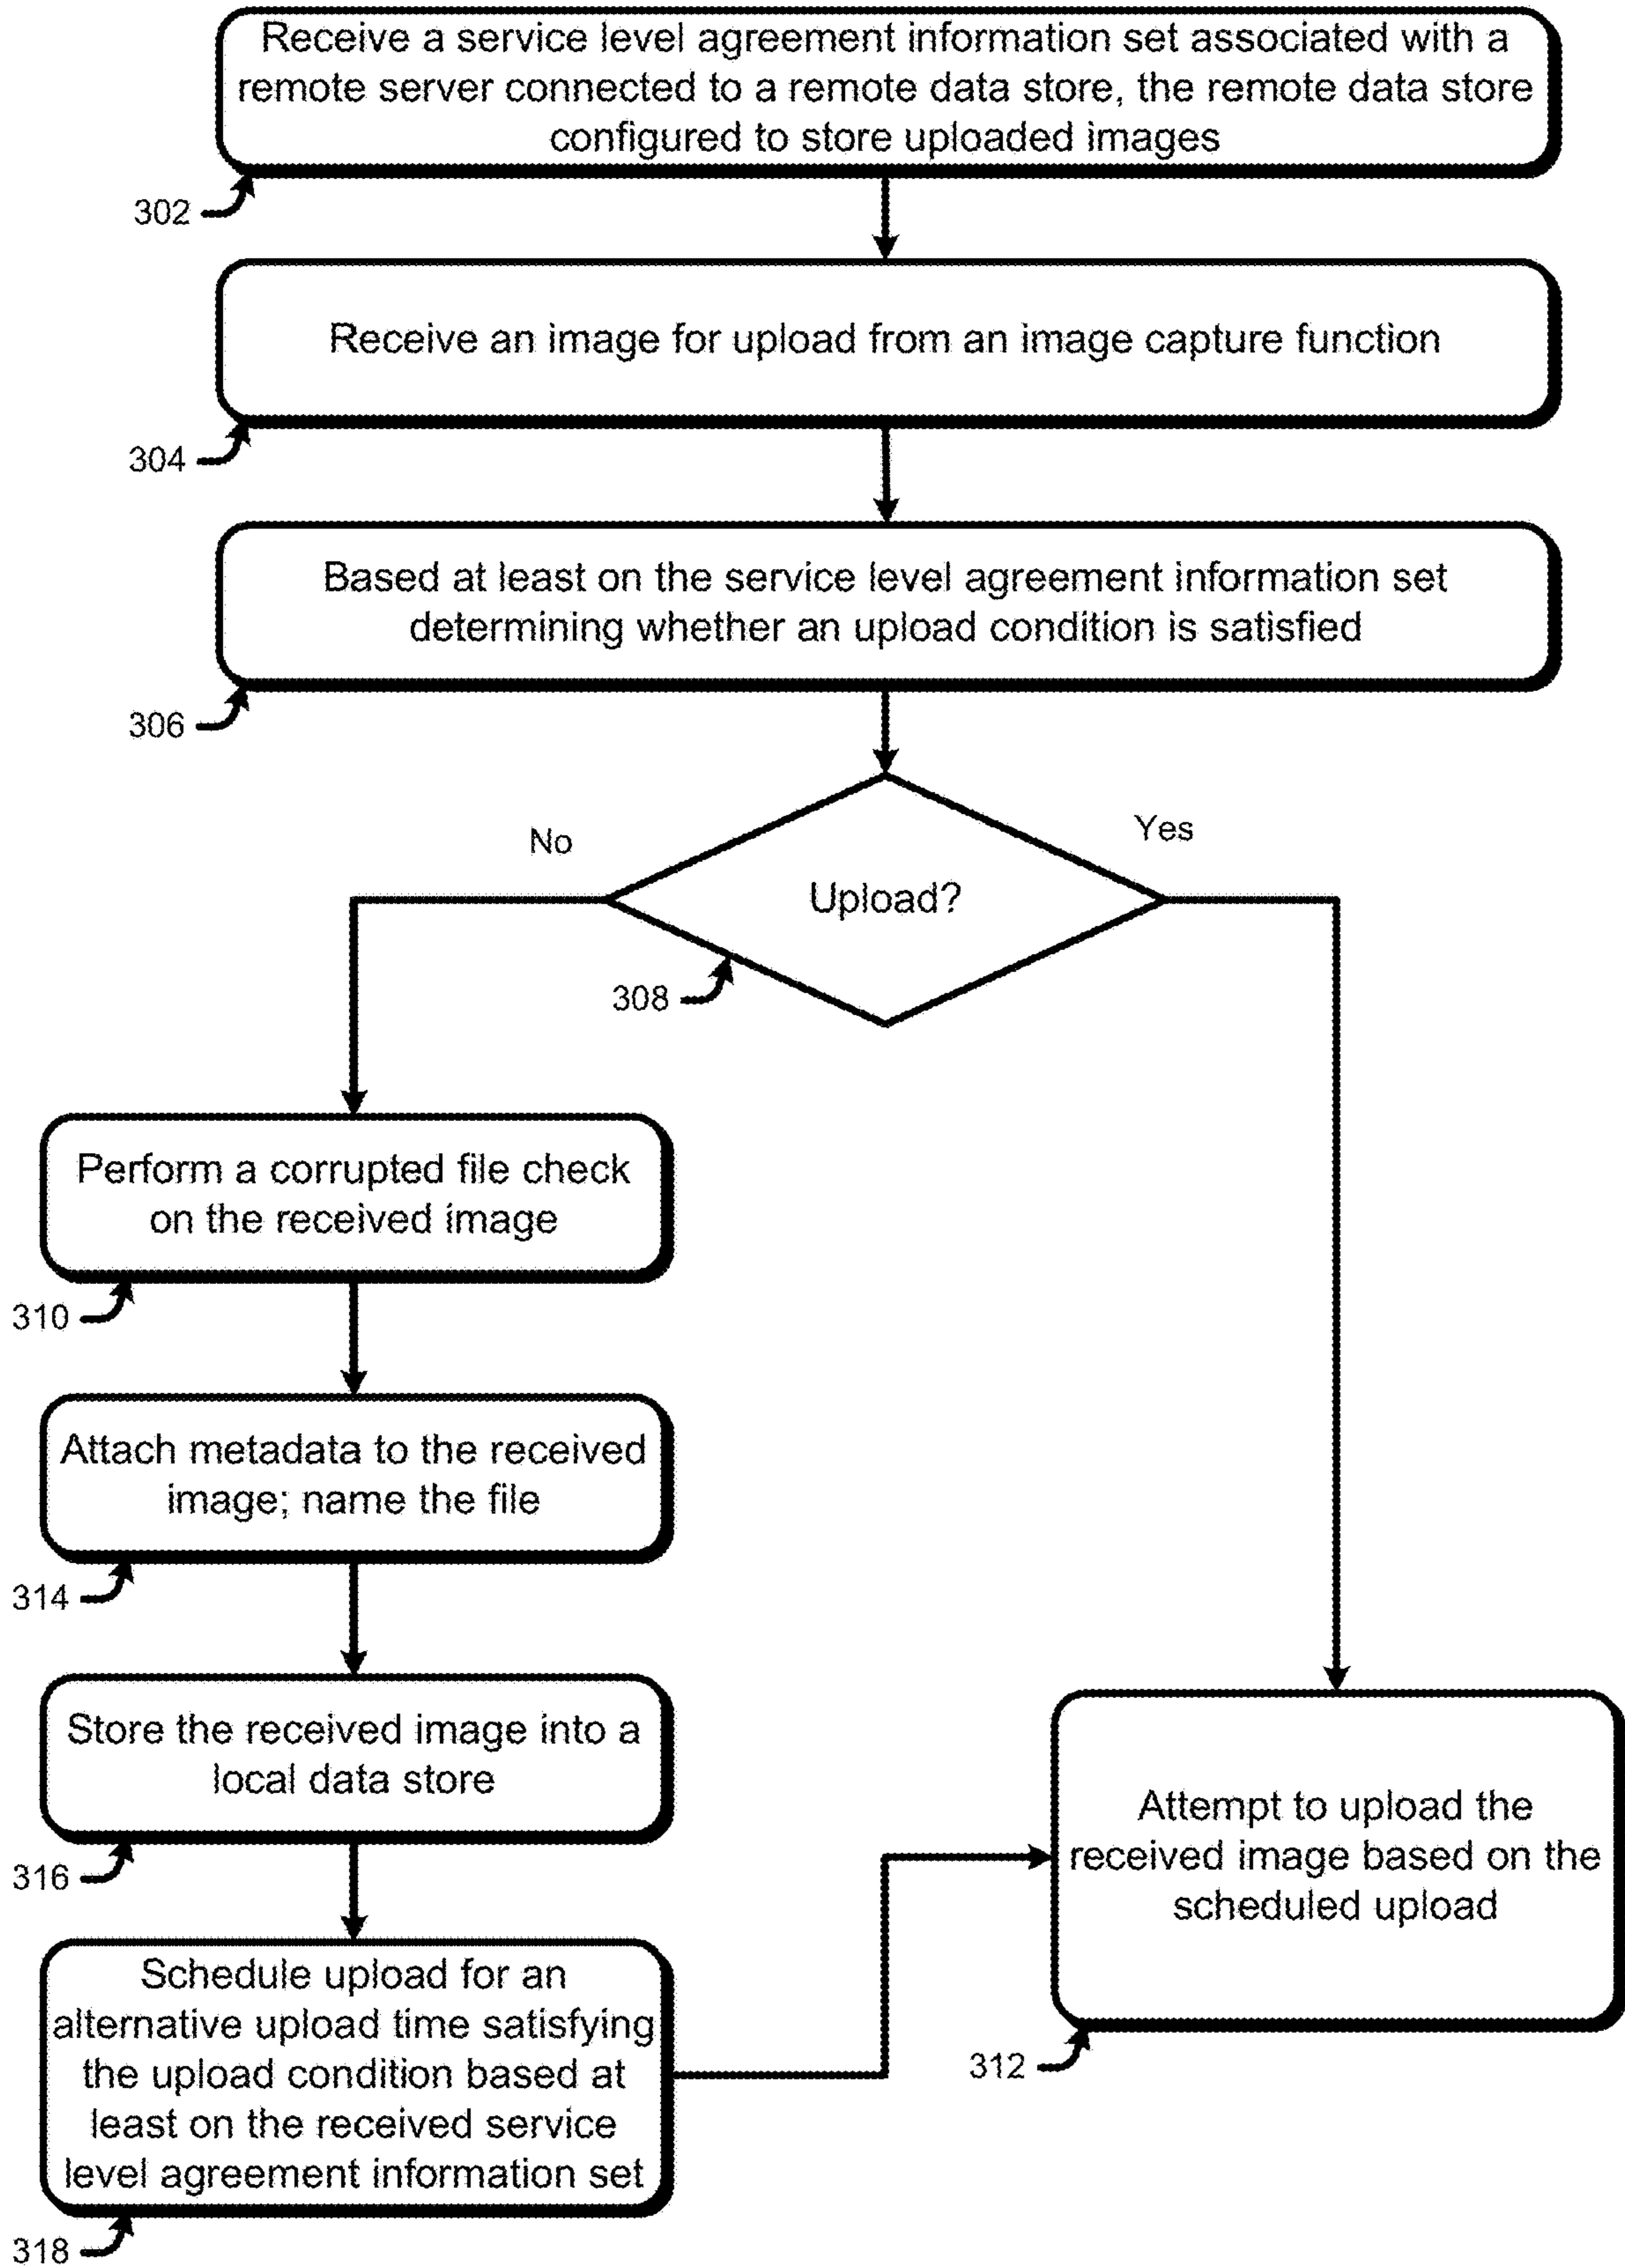 Receive a service level agreement information set associated with a
remote server connected to a remote data store, the remote data store
configured to store uploaded images
302
Receive an image for upload from an image capture function
304
Based at least on the service level agreement information set
determining whether an upload condition is satisfied
306
No
Yes
Upload?
308
Perform a corrupted file check
on the received image
310
Attach metadata to the received
image; name the file
314
Store the received image into a
local data store
316
Schedule upload for an
alternative upload time satisfying
the upload condition based at
least on the received service
level agreement information set
318
Attempt to upload the
received image based on the
scheduled upload
312